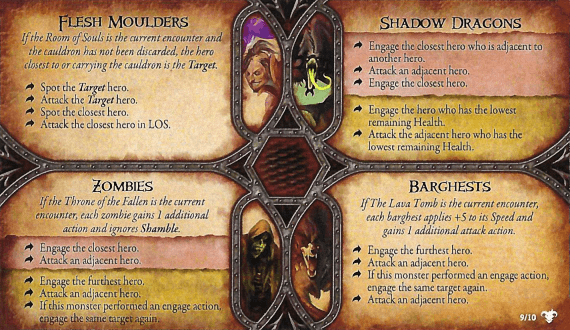 FLESH MOULDERS
If the Room of Souls is the current encounter and
the cauldron has not been discarded, the hero
closest to or carrying the cauldron is the Target.
Spot the Target hero.
Attack the Target hero.
Spot the closest hero.
Attack the closest hero in LOS.
SHADOW DRAGONS
Engage the closest hero who is adjacent to
another hero.
Attack an adjacent hero.
Engage the closest hero.
Engage the hero who has the lowest
remaining Health.
Attack the adjacent hero who has the
lowest remaining Health.
ZOMBIES
If the Throne of the Fallen is the current
encounter, each zombie gains 1 additional
action and ignores Shamble.
Engage the closest hero.
Attack an adjacent hero.
Engage the furthest hero.
Attack an adjacent hero.
If this monster performed an engage action,
engage the same target again.
BARGHESTS
If The Lava Tomb is the current encounter,
each barghest applies +5 to its Speed and
gains 1 additional attack action.
Engage the furthest hero.
Attack an adjacent hero.
If this monster performed an engage action,
engage the same target again.
Attack an adjacent hero.
9/10